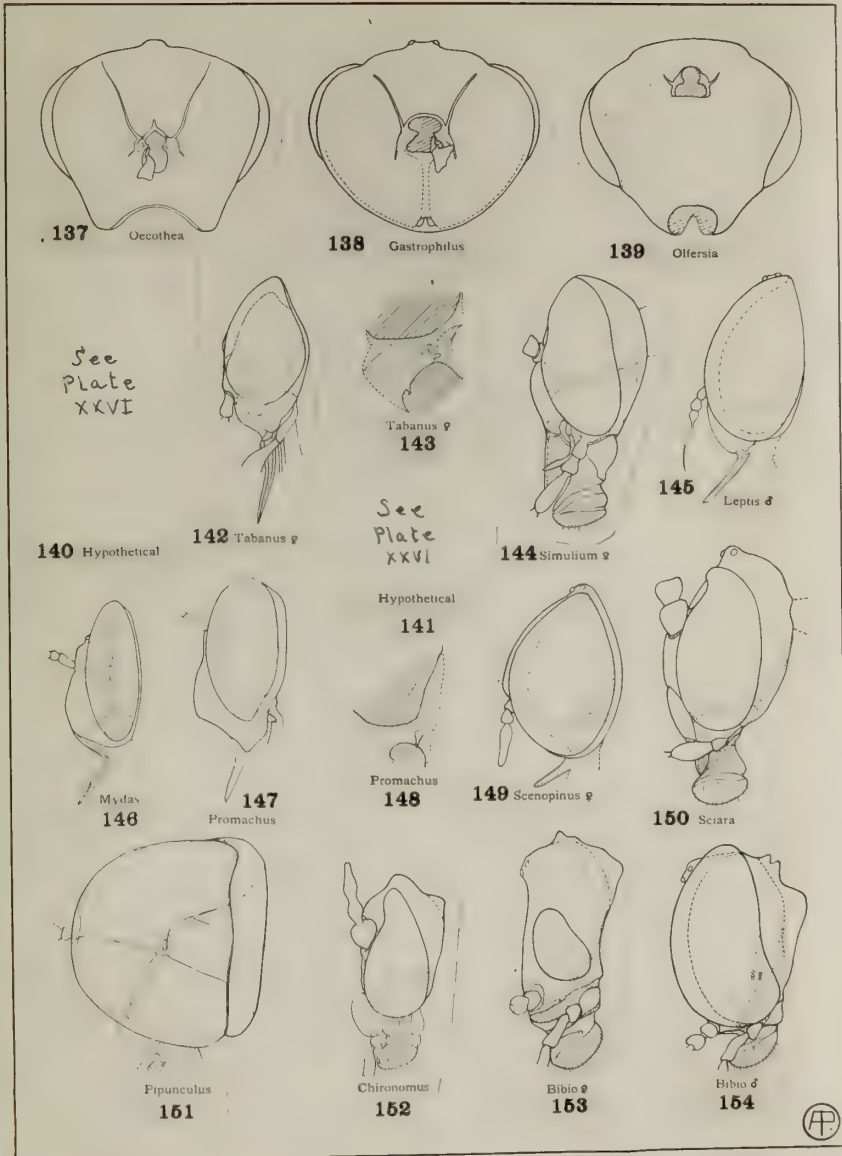 137 Oecothea
138 Gastrophilus
139 Olfersia
See
Plate
XXVI
140 Hypothetical
142 Tabanus ♀
Tabanus ♀
143
See
Plate
XXVI
Hypothetical
141
144 Simulium ♀
145
Leptis ♂
Mydas
146
147
Promachus
Promachus
148
149 Scenopinus ♀
150 Sciara
Pipunculus
151
Chironomus
152
Bibio ♀
153
Bibio ♂
154
AP.